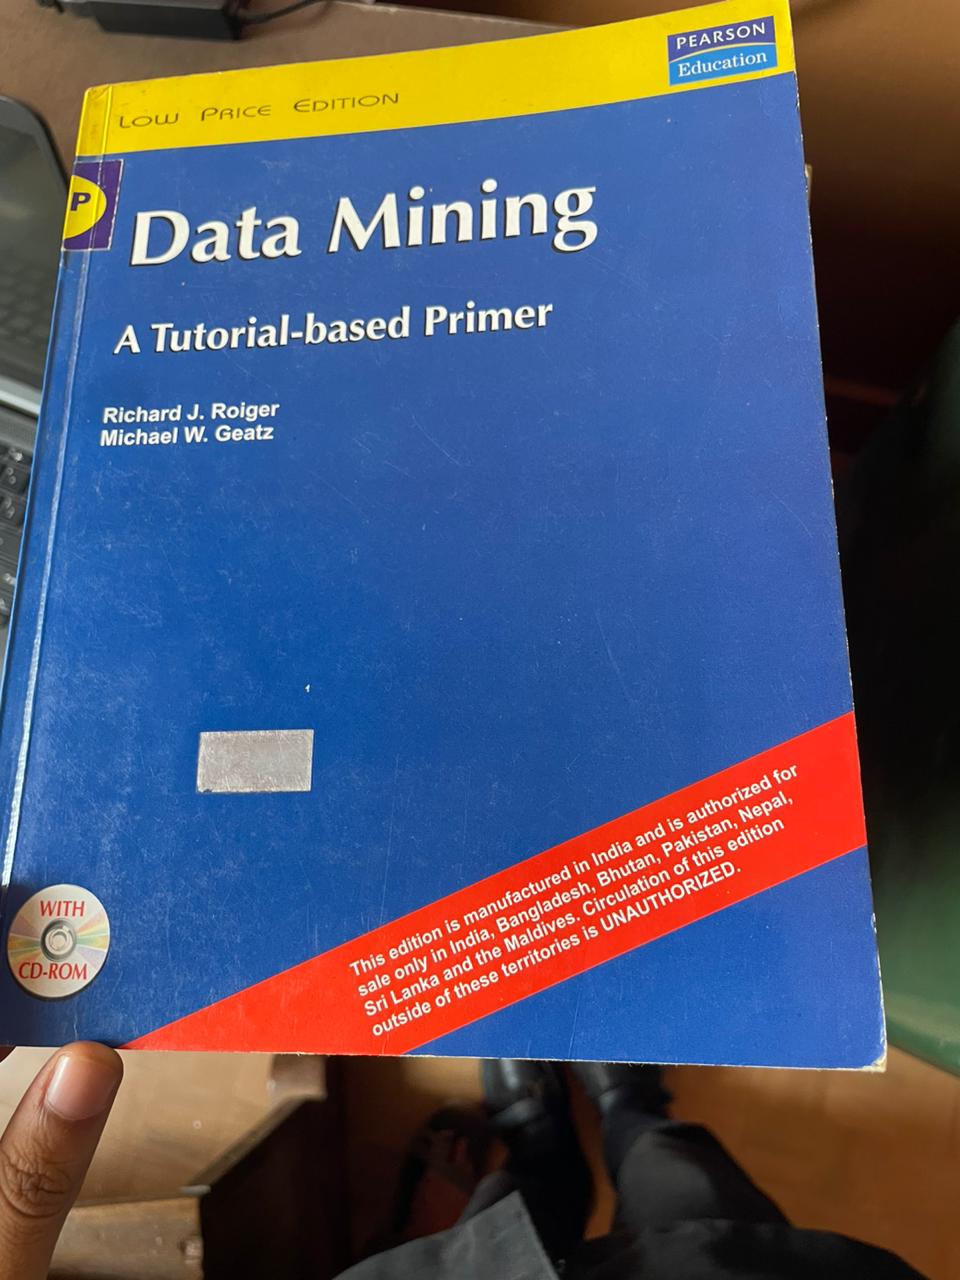 PEARSON
Education
LOW PRICE EDITION
P
Data Mining
A Tutorial-based Primer
Richard J. Roiger
Michael W. Geatz
This edition is manufactured in India and is authorized for
sale only in India, Bangladesh, Bhutan, Pakistan, Nepal,
Sri Lanka and the Maldives. Circulation of this edition
outside of these territories is UNAUTHORIZED.
WITH
CD-ROM